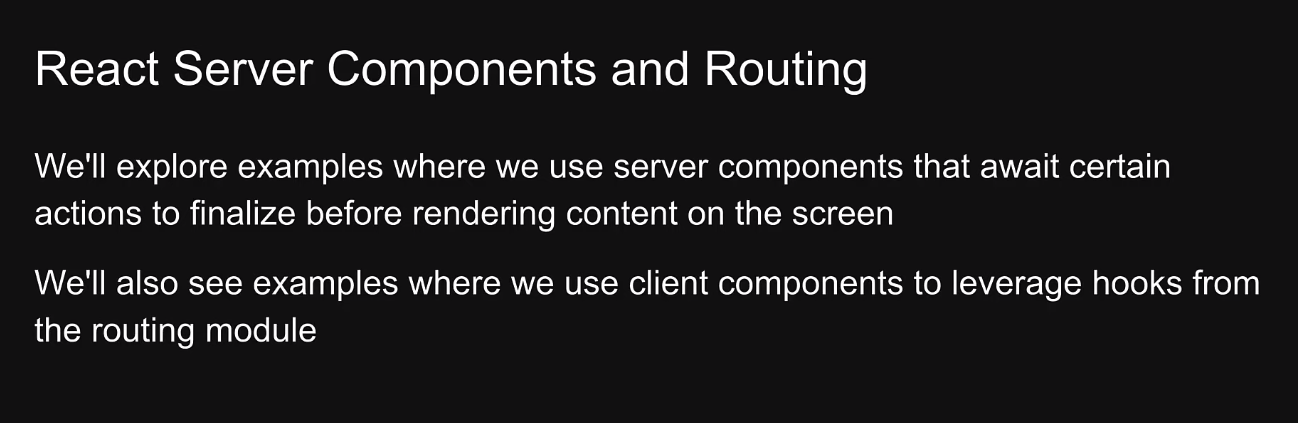 React Server Components and Routing
We'll explore examples where we use server components that await certain
actions to finalize before rendering content on the screen
We'll also see examples where we use client components to leverage hooks from
the routing module